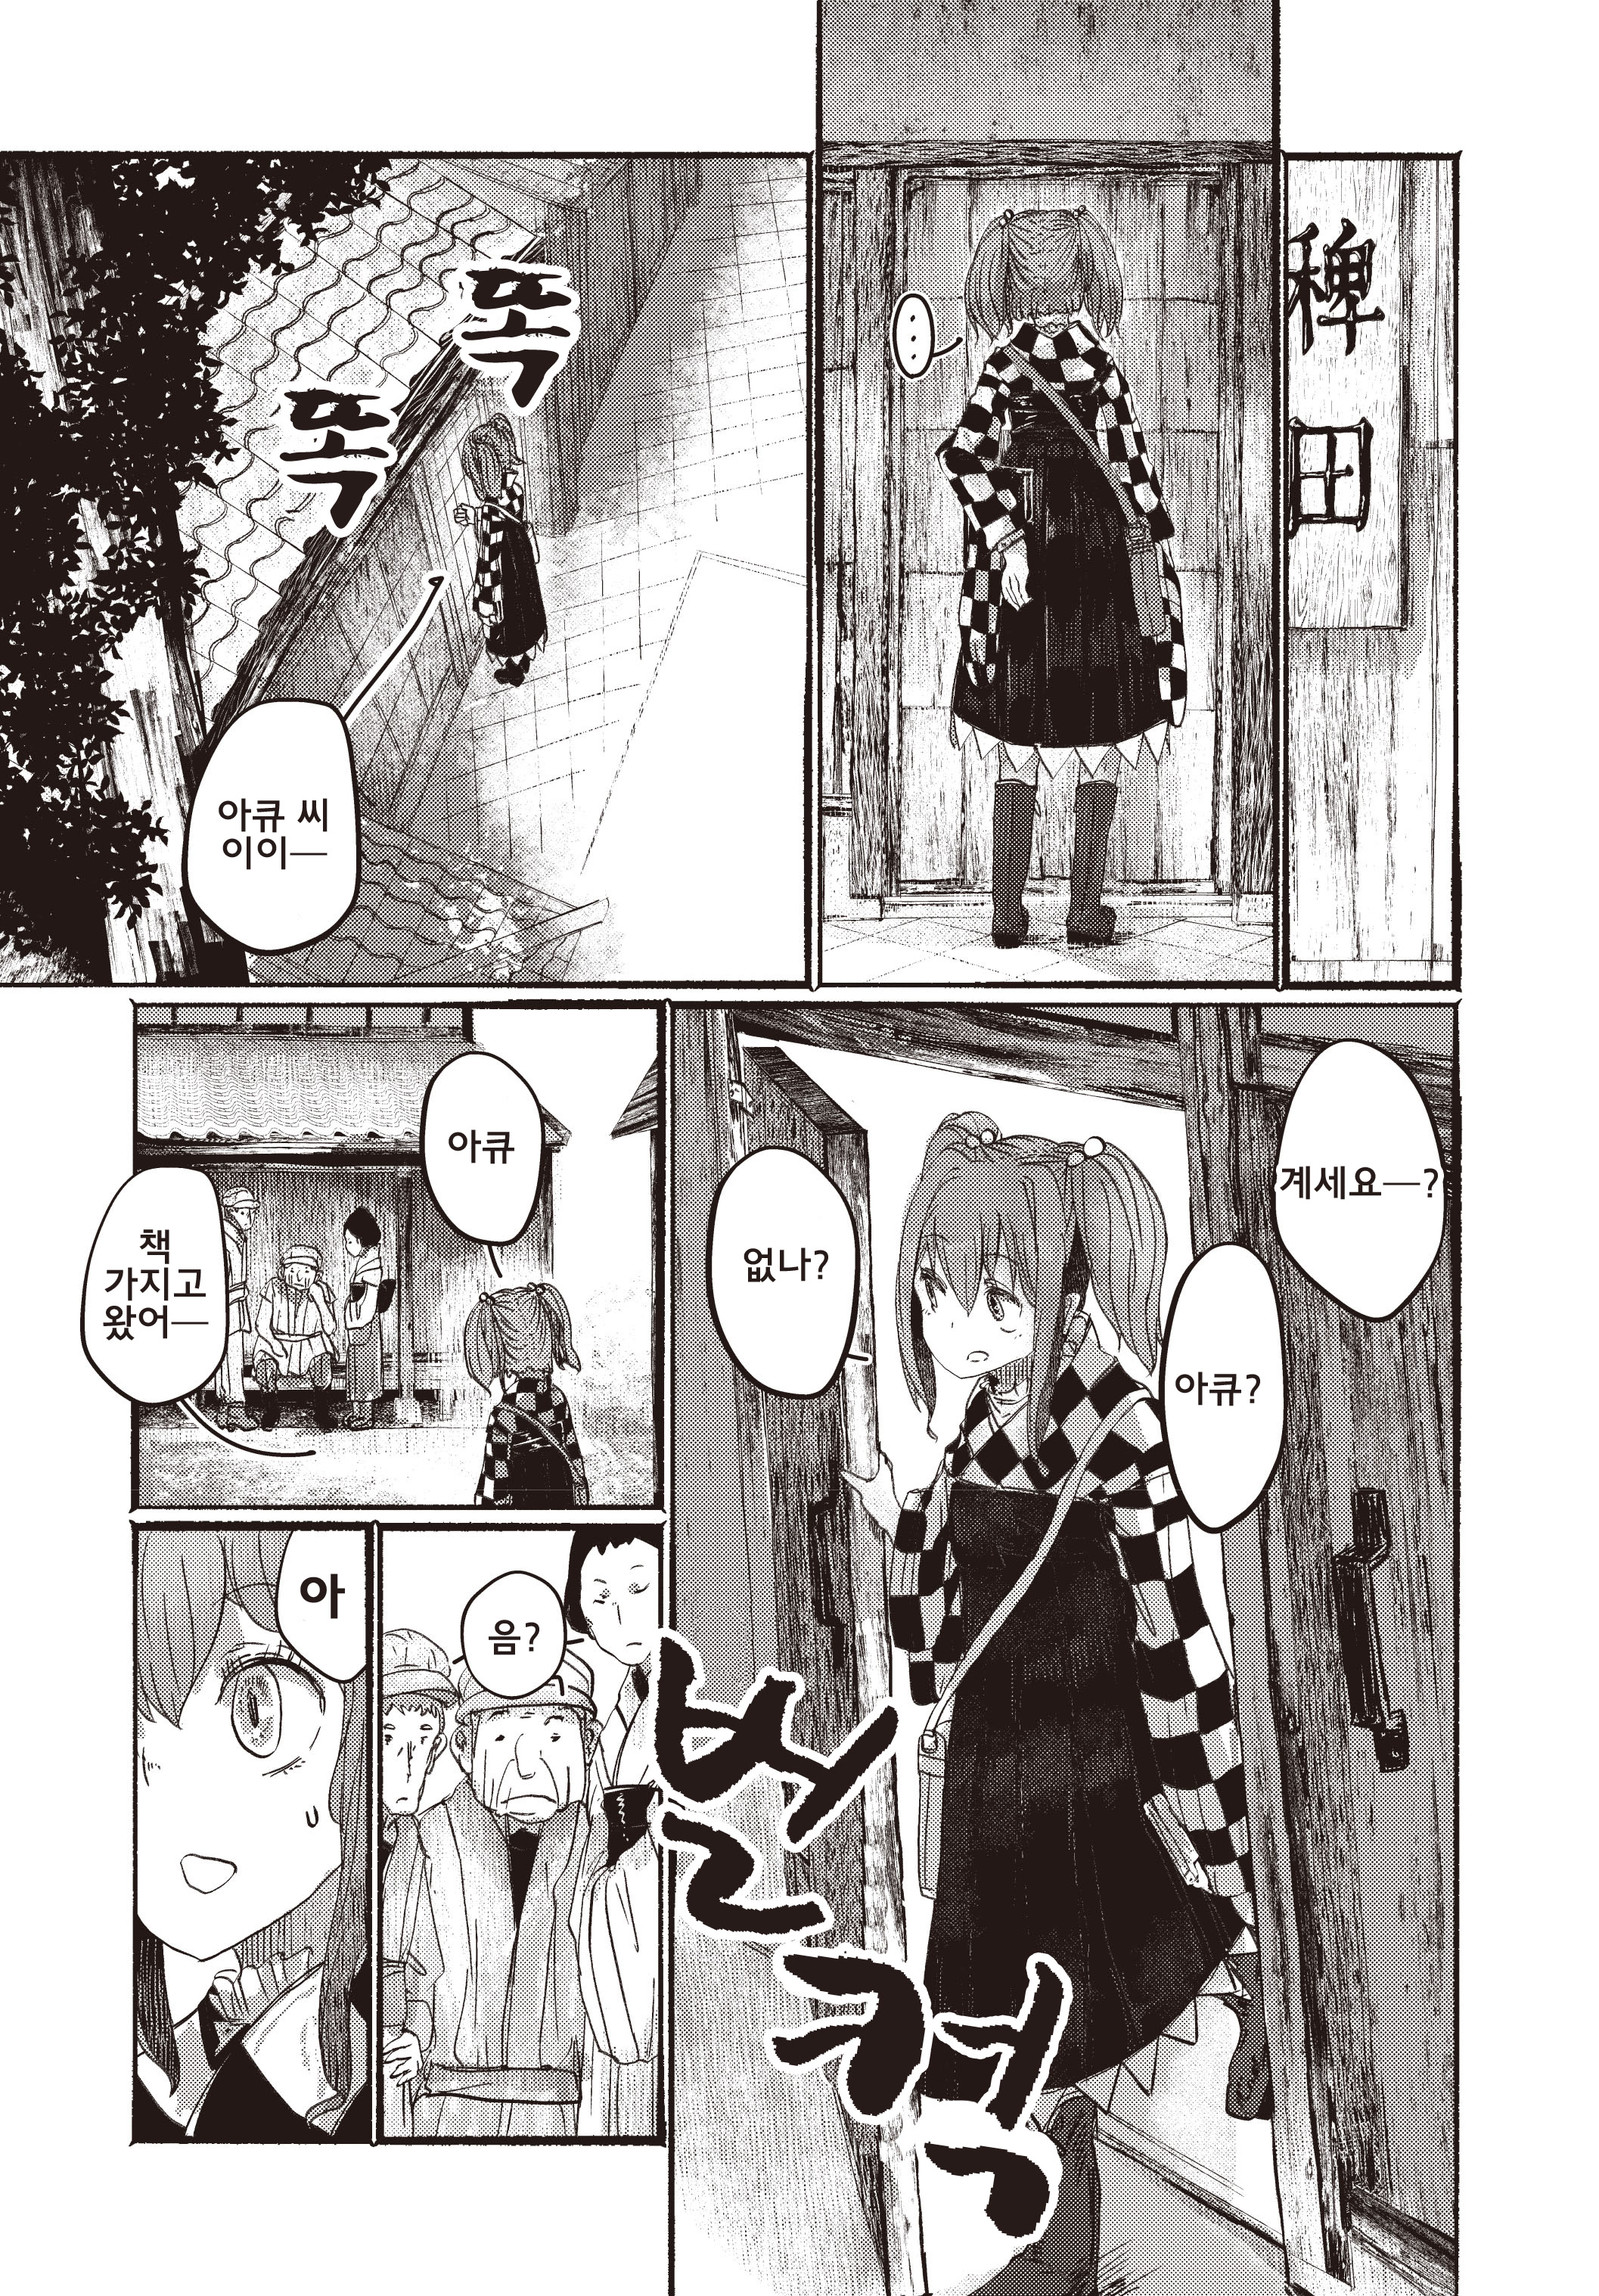 稗田
⋮
똑
똑
아큐 씨
이이―
계세요―?
아큐?
없나?
벌컥
아큐
책
가지고
왔어―
음?
아